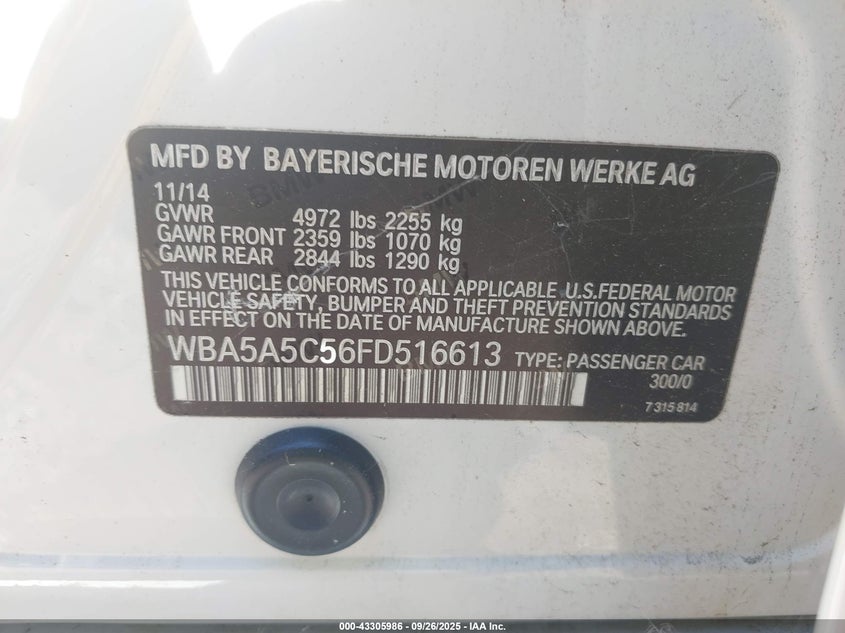 MFD BY BAYERISCHE MOTOREN WERKE AG
11/14
GVWR 4972 lbs 2255 kg
GAWR FRONT 2359 lbs 1070 kg
GAWR REAR 2844 lbs 1290 kg
THIS VEHICLE CONFORMS TO ALL APPLICABLE U.S.FEDERAL MOTOR
VEHICLE SAFETY, BUMPER AND THEFT PREVENTION STANDARDS
IN EFFECT ON THE DATE OF MANUFACTURE SHOWN ABOVE.
WBA5A5C56FD516613 TYPE: PASSENGER CAR
300/0
7 315 814
000-43305986 | 09/26/2025 | IAA Inc.